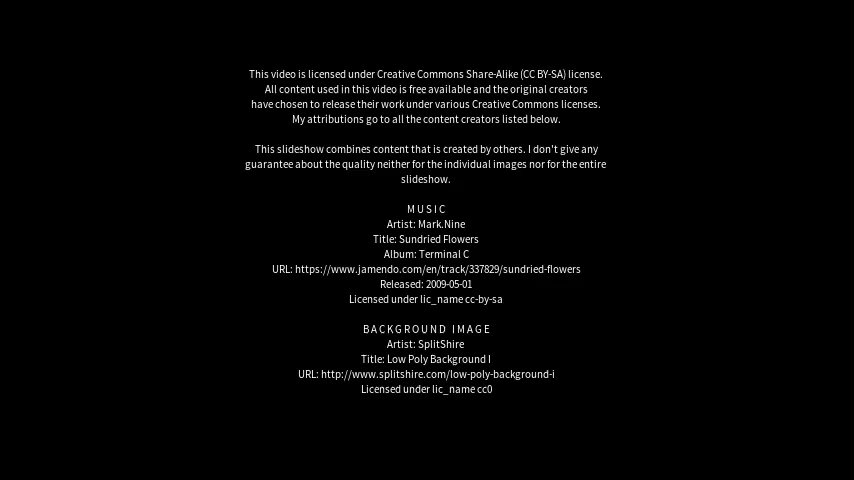 This video is licensed under Creative Commons Share-Alike (CC BY-SA) license.
All content used in this video is free available and the original creators
have chosen to release their work under various Creative Commons licenses.
My attributions go to all the content creators listed below.
This slideshow combines content that is created by others. I don't give any
guarantee about the quality neither for the individual images nor for the entire
slideshow.
MUSIC
Artist: Mark.Nine
Title: Sundried Flowers
Album: Terminal C
URL: https://www.jamendo.com/en/track/337829/sundried-flowers
Released: 2009-05-01
Licensed under lic_name cc-by-sa
BACKGROUND IMAGE
Artist: SplitShire
Title: Low Poly Background I
URL: http://www.splitshire.com/low-poly-background-i
Licensed under lic_name cc0